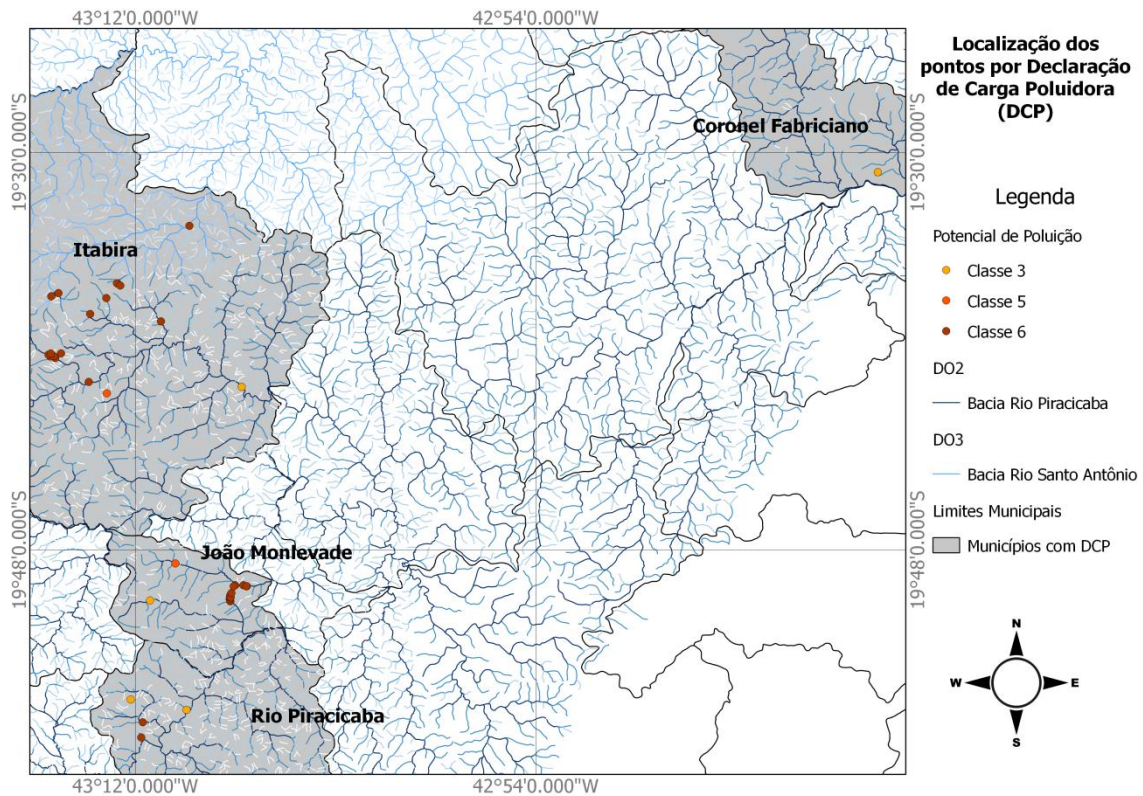 43°12'0.000"W
42°54'0.000"W
Localização dos
pontos por Declaração
de Carga Poluidora
(DCP)
Coronel Fabriciano
19°30'0.000"S
19°30'0.000"S
Legenda
Potencial de Poluição
Itabira
Classe 3
Classe 5
Classe 6
DO2
Bacia Rio Piracicaba
DO3
Bacia Rio Santo Antônio
Limites Municipais
Municípios com DCP
João Monlevade
19°48'0.000"S
19°48'0.000"S
N
W
E
S
Rio Piracicaba
43°12'0.000"W
42°54'0.000"W